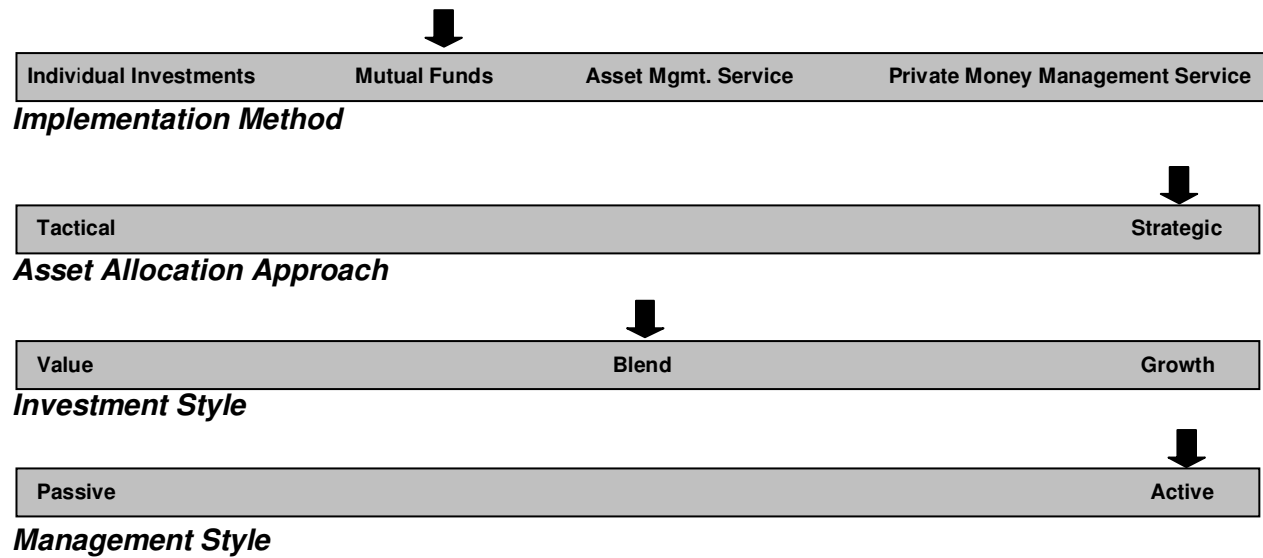 Individual Investments Mutual Funds Asset Mgmt. Service Private Money Management Service
Implementation Method
Tactical Strategic
Asset Allocation Approach
Value Blend Growth
Investment Style
Passive Active
Management Style